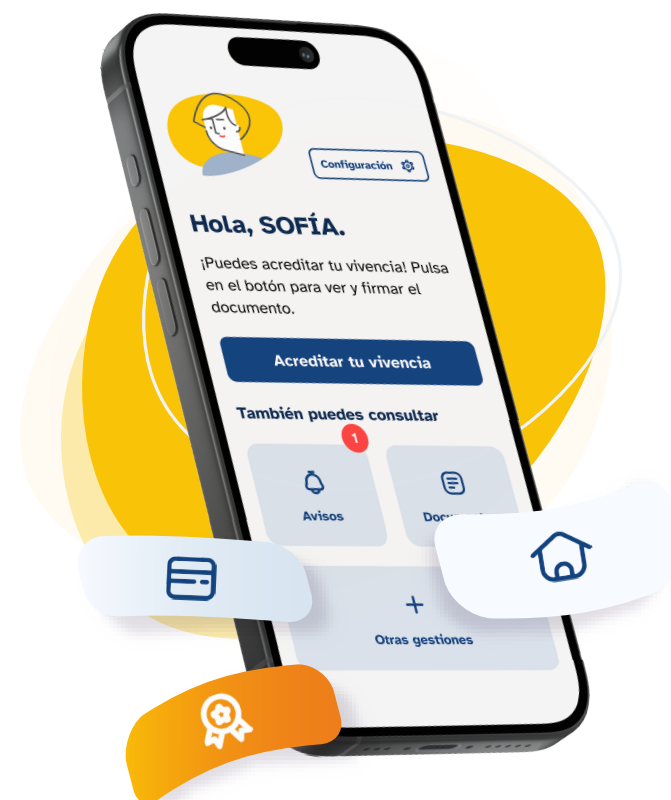 Configuración
Hola, SOFÍA.
¡Puedes acreditar tu vivencia! Pulsa
en el botón para ver y firmar el
documento.
Acreditar tu vivencia
También puedes consultar
1
Avisos
Otras gestiones